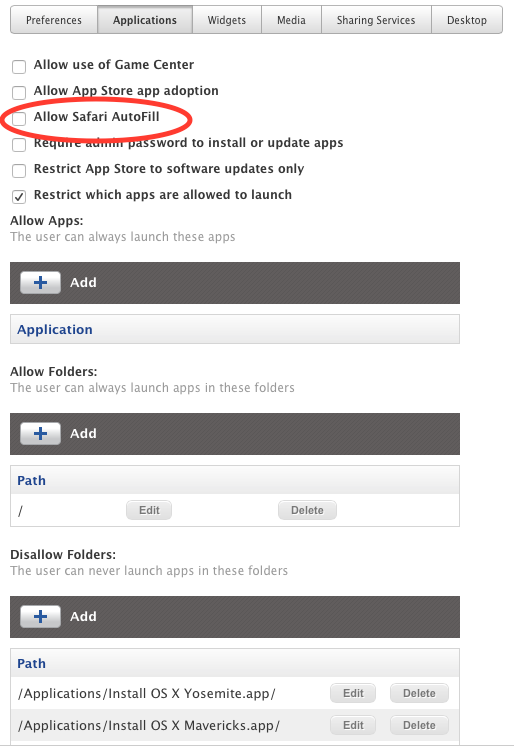 Preferences Applications Widgets Media Sharing Services Desktop
Allow use of Game Center
Allow App Store app adoption
Allow Safari AutoFill
Require admin password to install or update apps
Restrict App Store to software updates only
Restrict which apps are allowed to launch
Allow Apps:
The user can always launch these apps
Add
Application
Allow Folders:
The user can always launch apps in these folders
Add
Path
/ Edit Delete
Disallow Folders:
The user can never launch apps in these folders
Add
Path
/Applications/Install OS X Yosemite.app/ Edit Delete
/Applications/Install OS X Mavericks.app/ Edit Delete